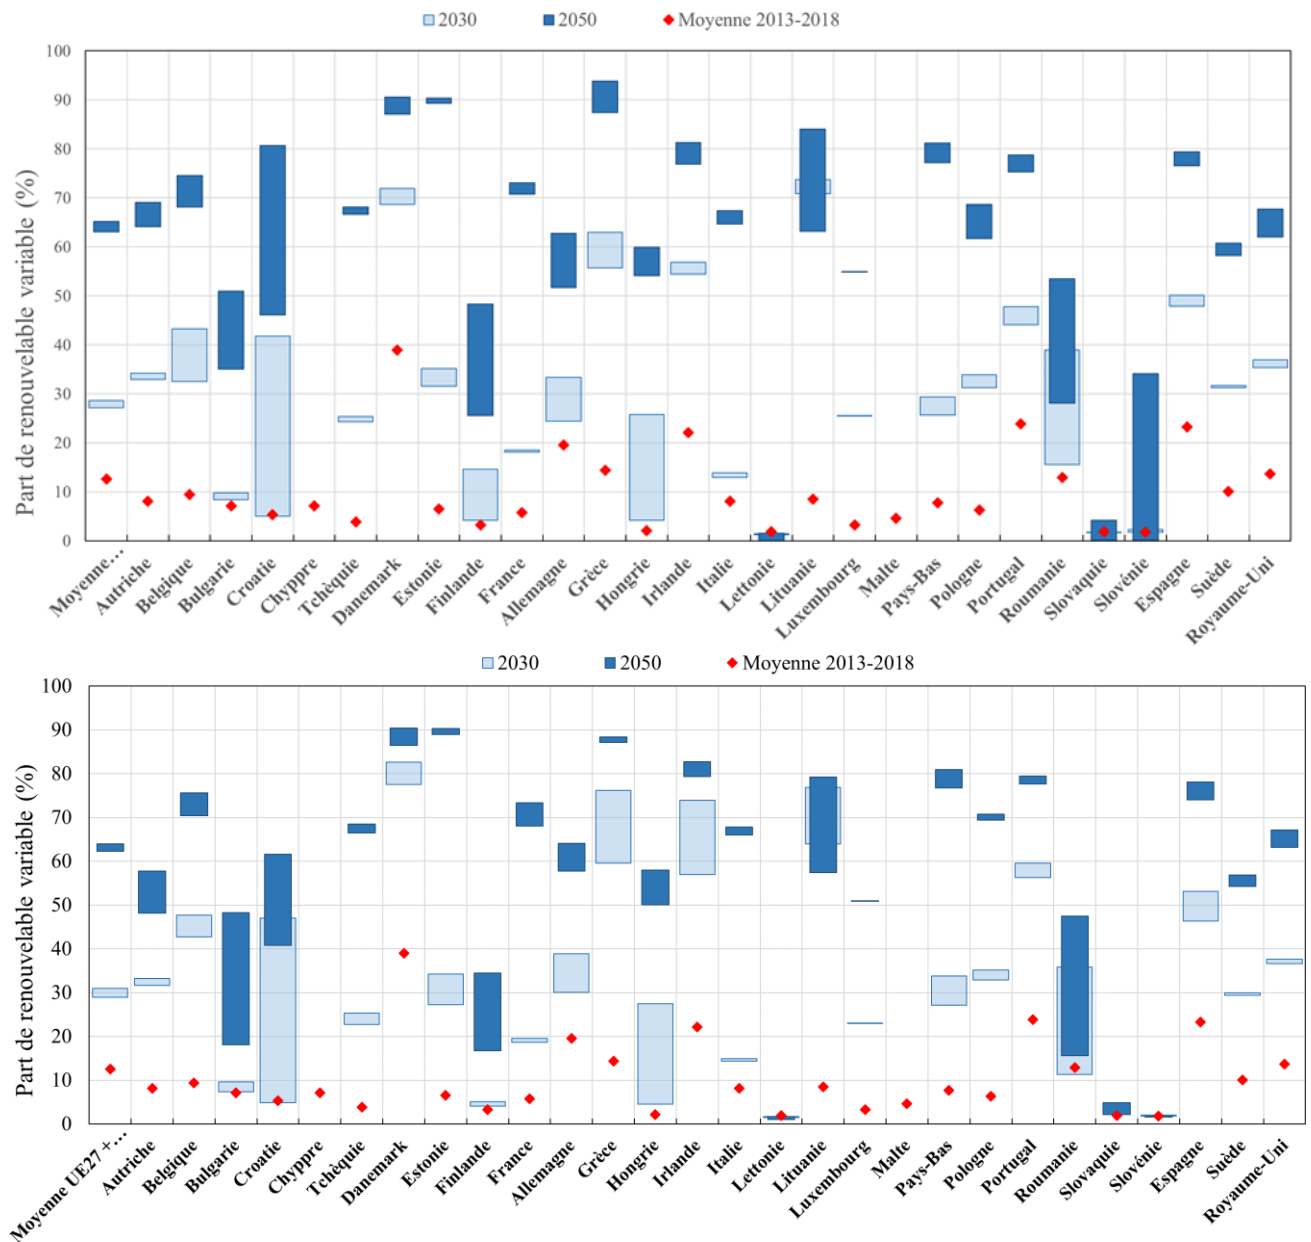 2030 2050 Moyenne 2013-2018
Part de renouvelable variable (%)
100
90
80
70
60
50
40
30
20
10
0
Moyenne…
Autriche
Belgique
Bulgarie
Croatie
Chyppre
Tchèquie
Danemark
Estonie
Finlande
France
Allemagne
Grèce
Hongrie
Irlande
Italie
Lettonie
Lituanie
Luxembourg
Malte
Pays-Bas
Pologne
Portugal
Roumanie
Slovaquie
Slovénie
Espagne
Suède
Royaume-Uni
2030 2050 Moyenne 2013-2018
Part de renouvelable variable (%)
100
90
80
70
60
50
40
30
20
10
0
Moyenne UE27 +…
Autriche
Belgique
Bulgarie
Croatie
Chyppre
Tchèquie
Danemark
Estonie
Finlande
France
Allemagne
Grèce
Hongrie
Irlande
Italie
Lettonie
Lituanie
Luxembourg
Malte
Pays-Bas
Pologne
Portugal
Roumanie
Slovaquie
Slovénie
Espagne
Suède
Royaume-Uni